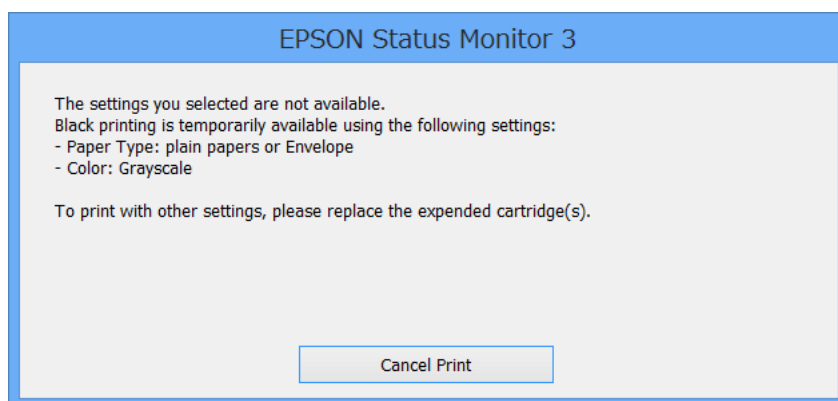 EPSON Status Monitor 3
The settings you selected are not available.
Black printing is temporarily available using the following settings:
- Paper Type: plain papers or Envelope
- Color: Grayscale
To print with other settings, please replace the expended cartridge(s).
Cancel Print